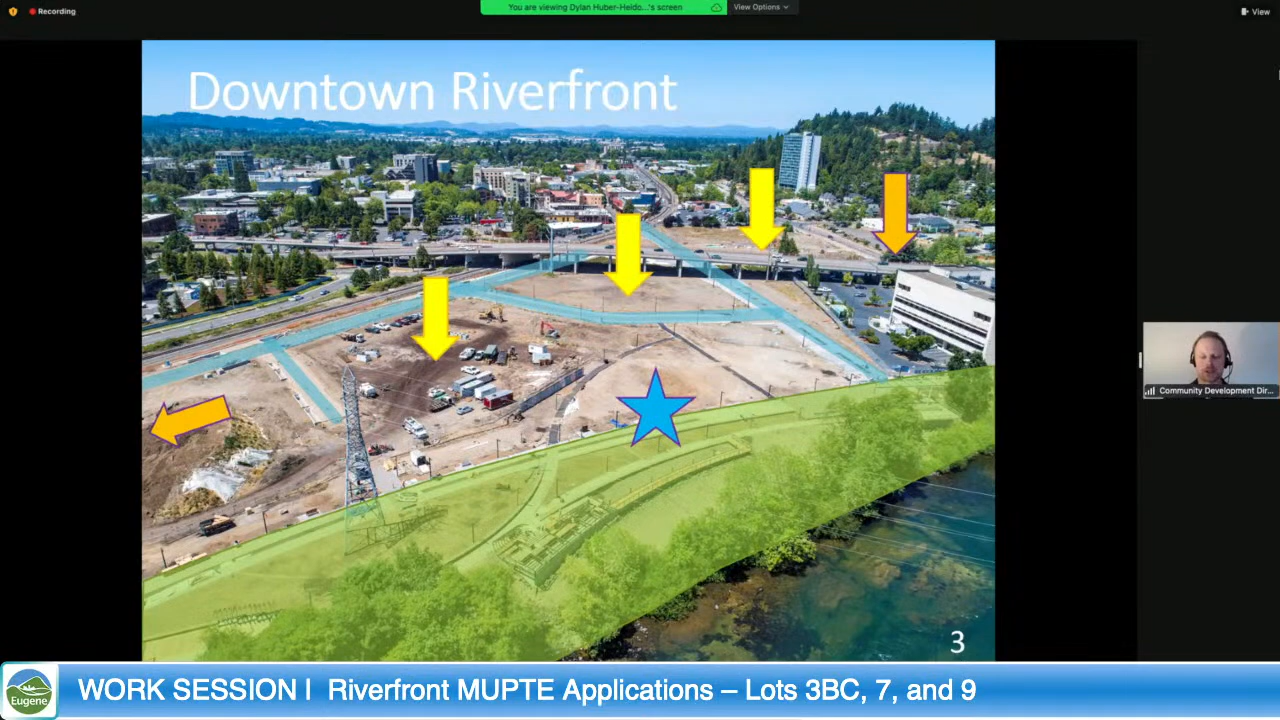 Recording
You are viewing Dylan Huber-Heido...'s screen
View Options
View
Downtown Riverfront
Community Development Dir...
3
Eugene
WORK SESSION | Riverfront MUPTE Applications – Lots 3BC, 7, and 9